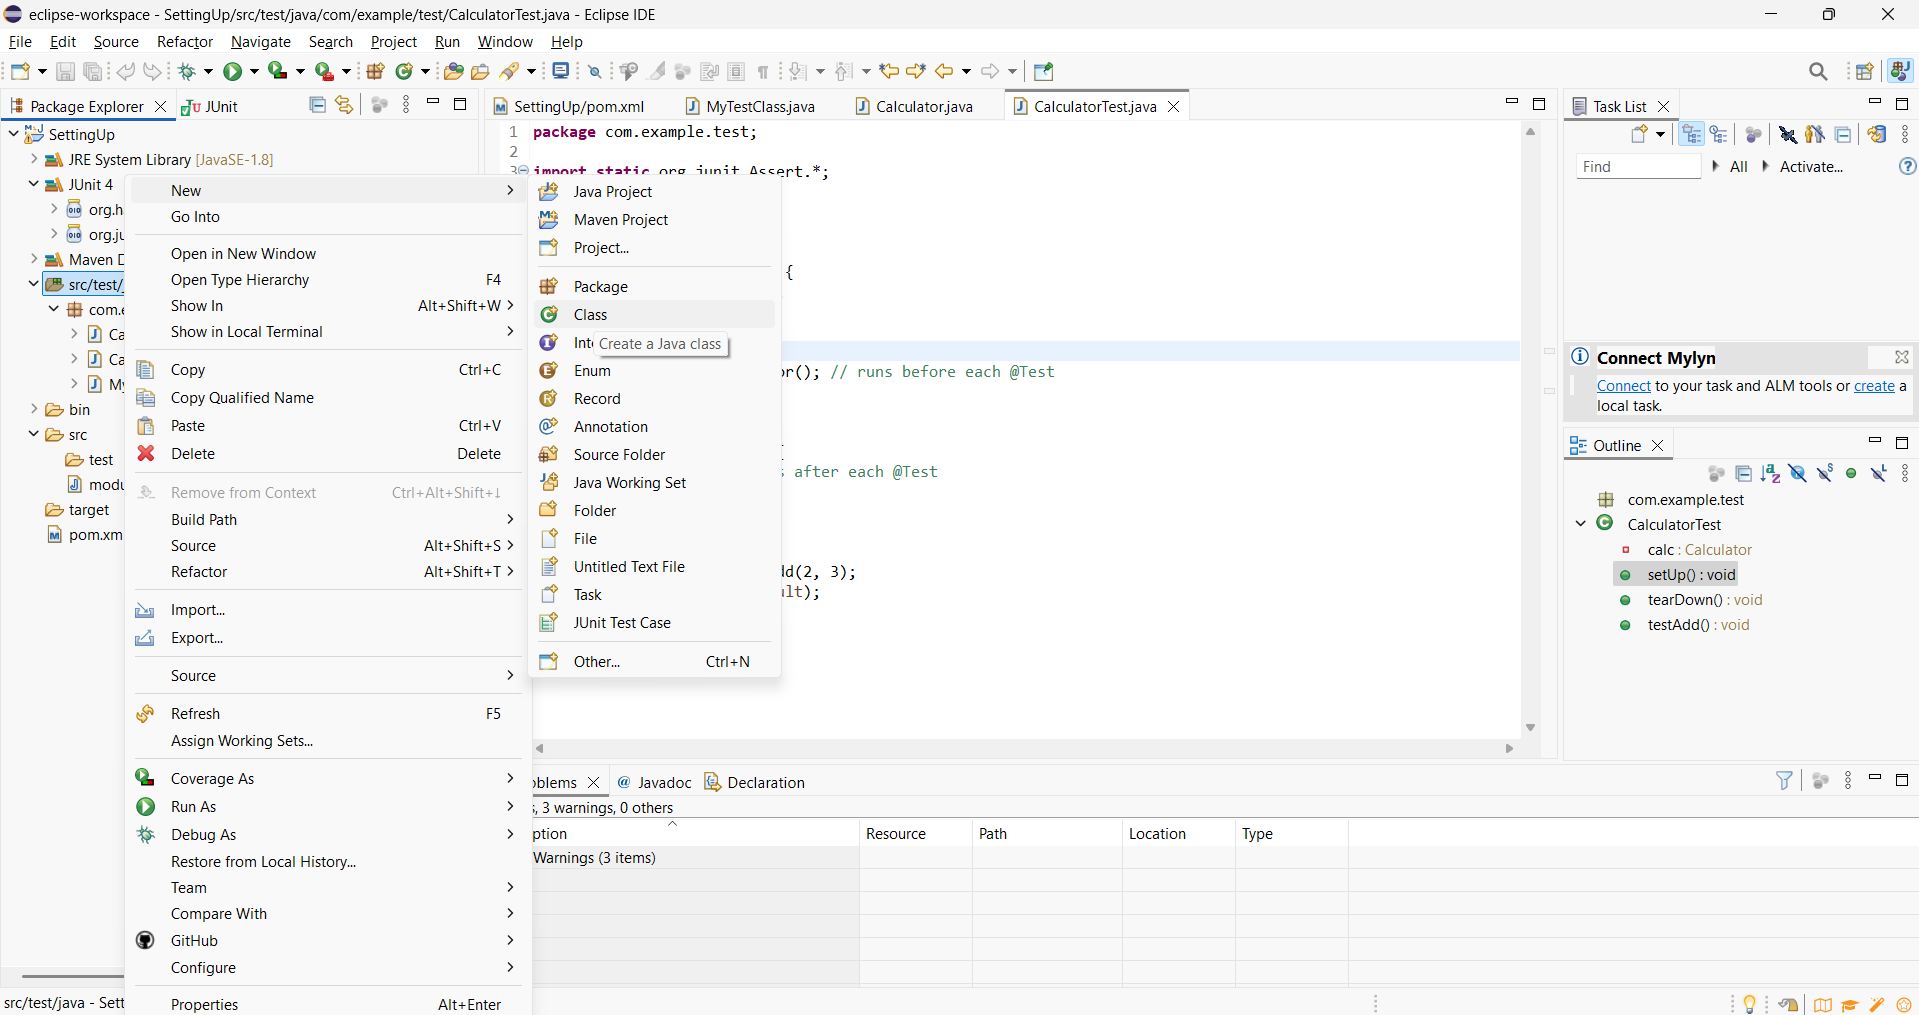 eclipse-workspace - SettingUp/src/test/java/com/example/test/CalculatorTest.java - Eclipse IDE
File Edit Source Refactor Navigate Search Project Run Window Help
Package Explorer
JUnit
SettingUp/pom.xml
MyTestClass.java
Calculator.java
CalculatorTest.java
Task List
SettingUp
JRE System Library [JavaSE-1.8]
JUnit 4
org.h
org.ju
Maven D
src/test/
com.e
Ca
Ca
My
bin
src
test
modu
target
pom.xm
New
Go Into
Open in New Window
Open Type Hierarchy F4
Show In Alt+Shift+W
Show in Local Terminal
Copy Ctrl+C
Copy Qualified Name
Paste Ctrl+V
Delete Delete
Remove from Context Ctrl+Alt+Shift+↓
Build Path
Source Alt+Shift+S
Refactor Alt+Shift+T
Import...
Export...
Source
Refresh F5
Assign Working Sets...
Coverage As
Run As
Debug As
Restore from Local History...
Team
Compare With
GitHub
Configure
Properties Alt+Enter
Java Project
Maven Project
Project...
Package
Class
Int
Create a Java class
Enum
Record
Annotation
Source Folder
Java Working Set
Folder
File
Untitled Text File
Task
JUnit Test Case
Other... Ctrl+N
1 package com.example.test;
2
3 import static org.junit.Assert.*;
{
or(); // runs before each @Test
after each @Test
dd(2, 3);
ult);
Find
All
Activate...
Connect Mylyn
Connect to your task and ALM tools or create a
local task.
Outline
com.example.test
CalculatorTest
calc : Calculator
setUp() : void
tearDown() : void
testAdd() : void
oblems
@ Javadoc
Declaration
s, 3 warnings, 0 others
ption Resource Path Location Type
Warnings (3 items)
src/test/java - Sett